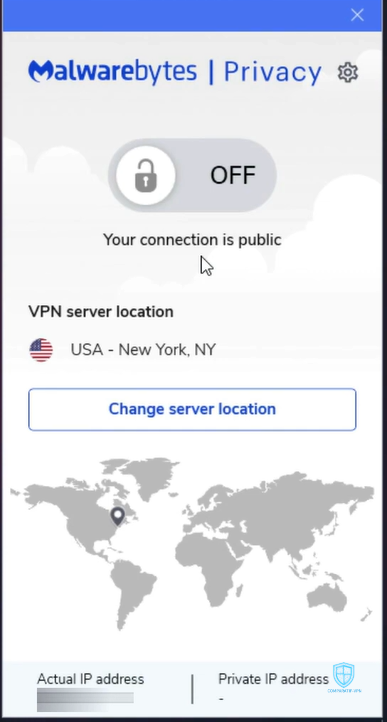 Malwarebytes | Privacy
OFF
Your connection is public
VPN server location
USA - New York, NY
Change server location
Actual IP address
Private IP address
-